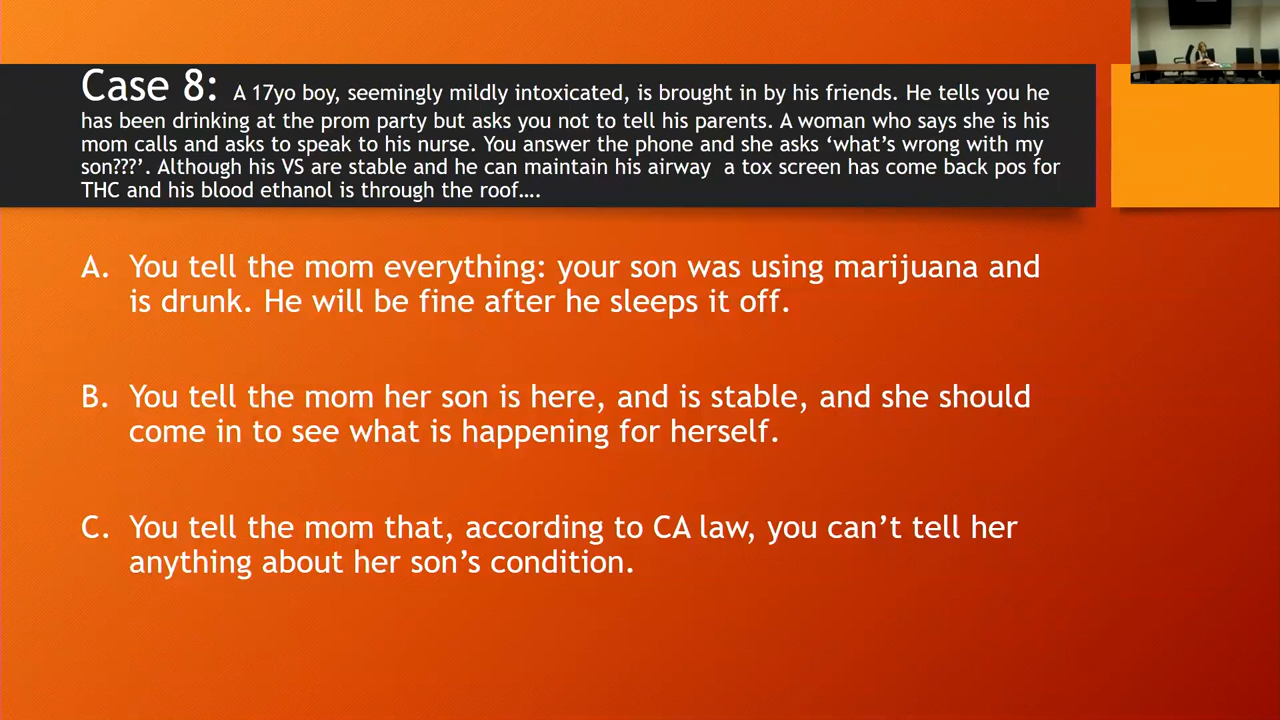 Case 8: A 17yo boy, seemingly mildly intoxicated, is brought in by his friends. He tells you he
has been drinking at the prom party but asks you not to tell his parents. A woman who says she is his
mom calls and asks to speak to his nurse. You answer the phone and she asks ‘what’s wrong with my
son???’. Although his VS are stable and he can maintain his airway a tox screen has come back pos for
THC and his blood ethanol is through the roof….
A. You tell the mom everything: your son was using marijuana and
is drunk. He will be fine after he sleeps it off.
B. You tell the mom her son is here, and is stable, and she should
come in to see what is happening for herself.
C. You tell the mom that, according to CA law, you can’t tell her
anything about her son’s condition.